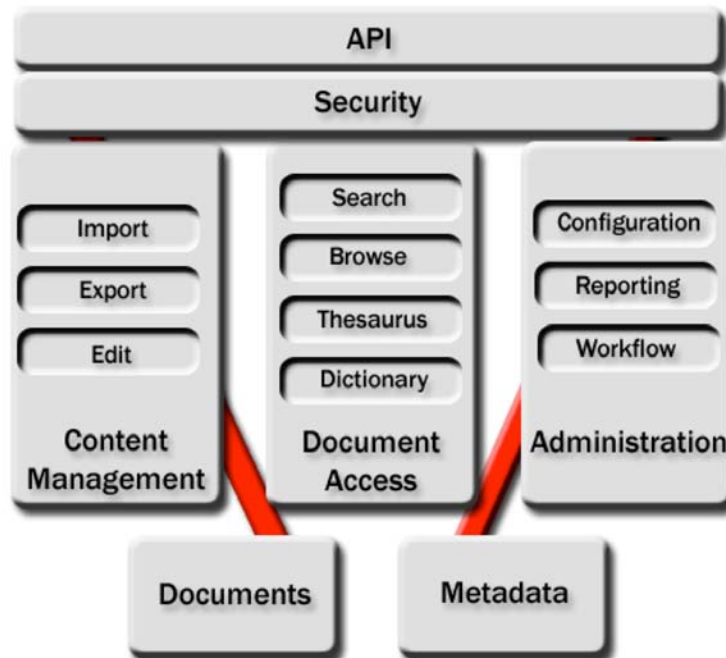 API
Security
Import
Export
Edit
Content
Management
Search
Browse
Thesaurus
Dictionary
Document
Access
Configuration
Reporting
Workflow
Administration
Documents
Metadata